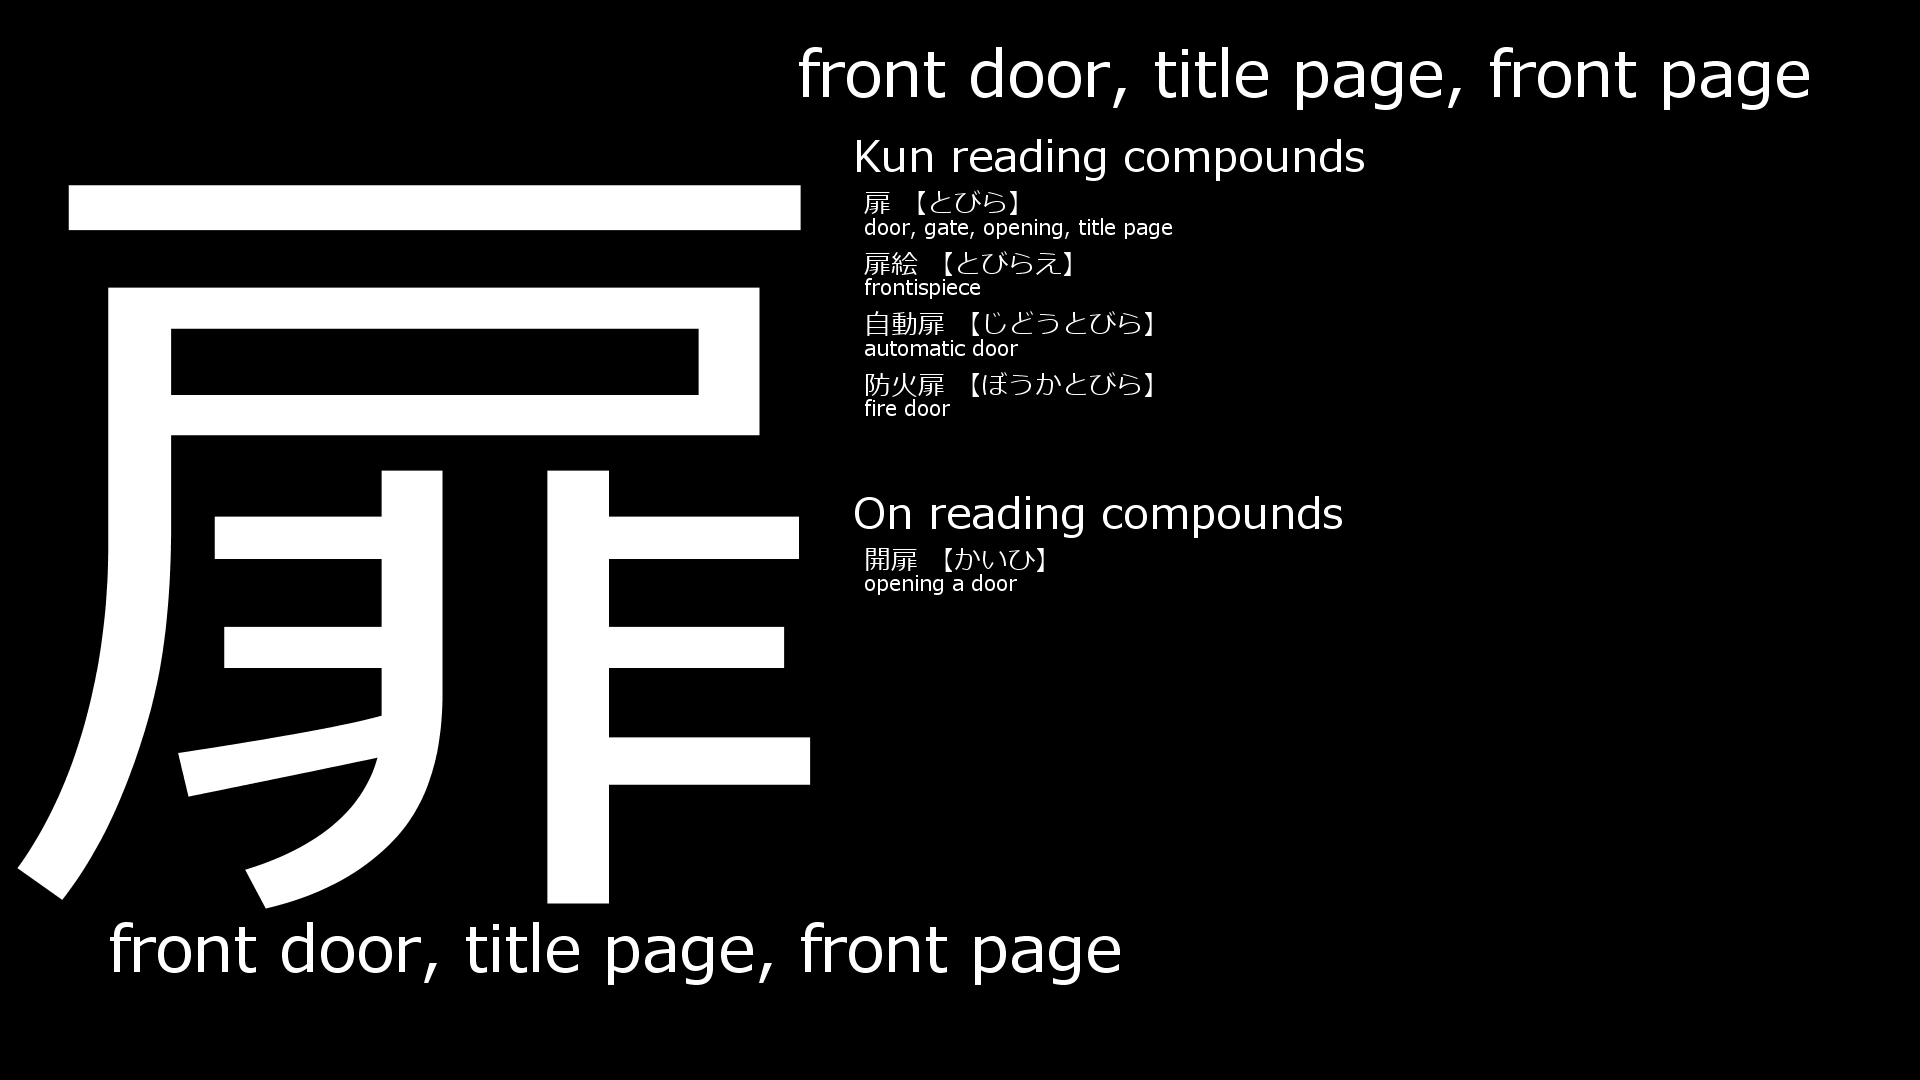 front door, title page, front page
扉
Kun reading compounds
扉 【とびら】
door, gate, opening, title page
扉絵 【とびらえ】
frontispiece
自動扉 【じどうとびら】
automatic door
防火扉 【ぼうかとびら】
fire door
On reading compounds
開扉 【かいひ】
opening a door
front door, title page, front page